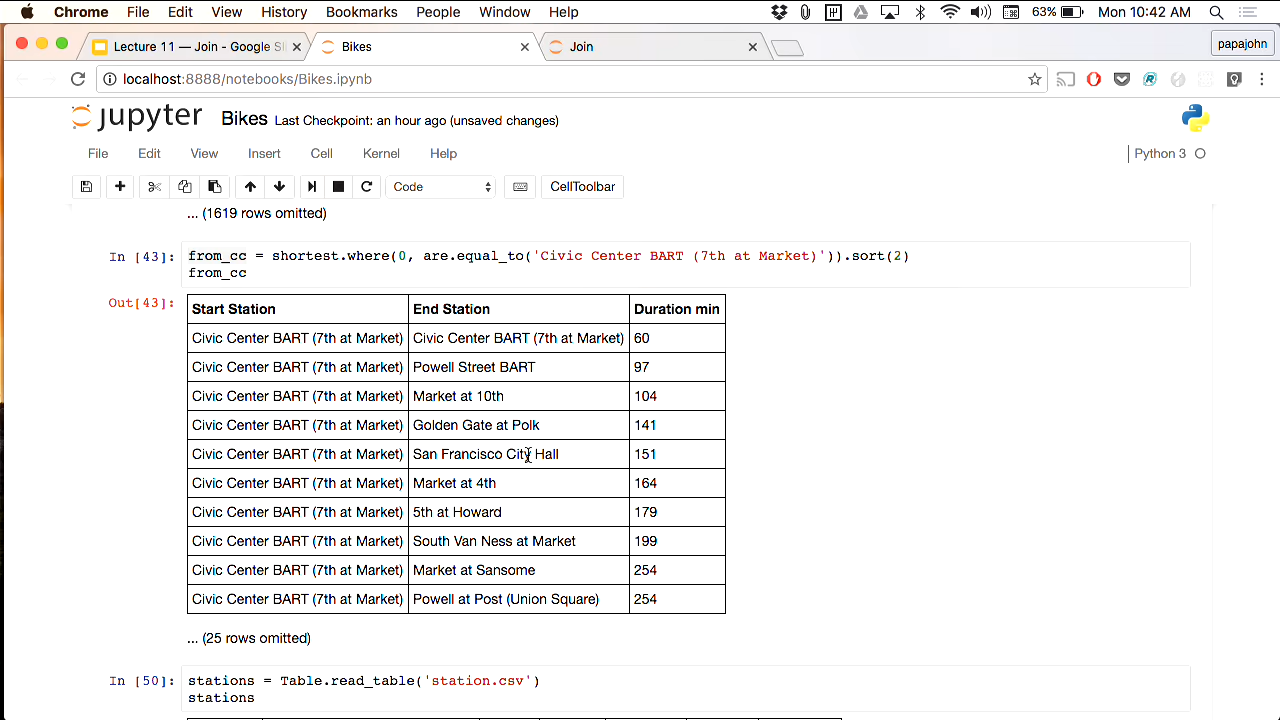 Chrome File Edit View History Bookmarks People Window Help 63% Mon 10:42 AM
Lecture 11 — Join - Google Sl Bikes Join papajohn
localhost:8888/notebooks/Bikes.ipynb
jupyter Bikes Last Checkpoint: an hour ago (unsaved changes)
File Edit View Insert Cell Kernel Help Python 3
Code CellToolbar
... (1619 rows omitted)
In [43]: from_cc = shortest.where(0, are.equal_to('Civic Center BART (7th at Market)')).sort(2)
from_cc
Out[43]: Start Station End Station Duration min
Civic Center BART (7th at Market) Civic Center BART (7th at Market) 60
Civic Center BART (7th at Market) Powell Street BART 97
Civic Center BART (7th at Market) Market at 10th 104
Civic Center BART (7th at Market) Golden Gate at Polk 141
Civic Center BART (7th at Market) San Francisco City Hall 151
Civic Center BART (7th at Market) Market at 4th 164
Civic Center BART (7th at Market) 5th at Howard 179
Civic Center BART (7th at Market) South Van Ness at Market 199
Civic Center BART (7th at Market) Market at Sansome 254
Civic Center BART (7th at Market) Powell at Post (Union Square) 254
... (25 rows omitted)
In [50]: stations = Table.read_table('station.csv')
stations